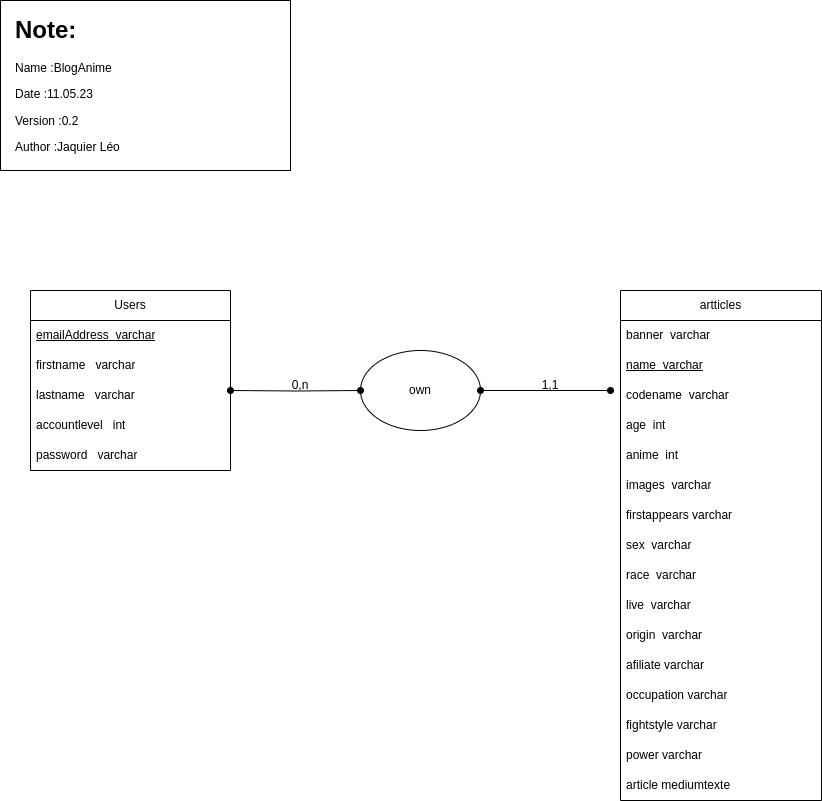 Note:
Name :BlogAnime
Date :11.05.23
Version :0.2
Author :Jaquier Léo
Users
emailAddress varchar
firstname varchar
lastname varchar
accountlevel int
password varchar
0,n
own
1,1
artticles
banner varchar
name varchar
codename varchar
age int
anime int
images varchar
firstappears varchar
sex varchar
race varchar
live varchar
origin varchar
afiliate varchar
occupation varchar
fightstyle varchar
power varchar
article mediumtexte